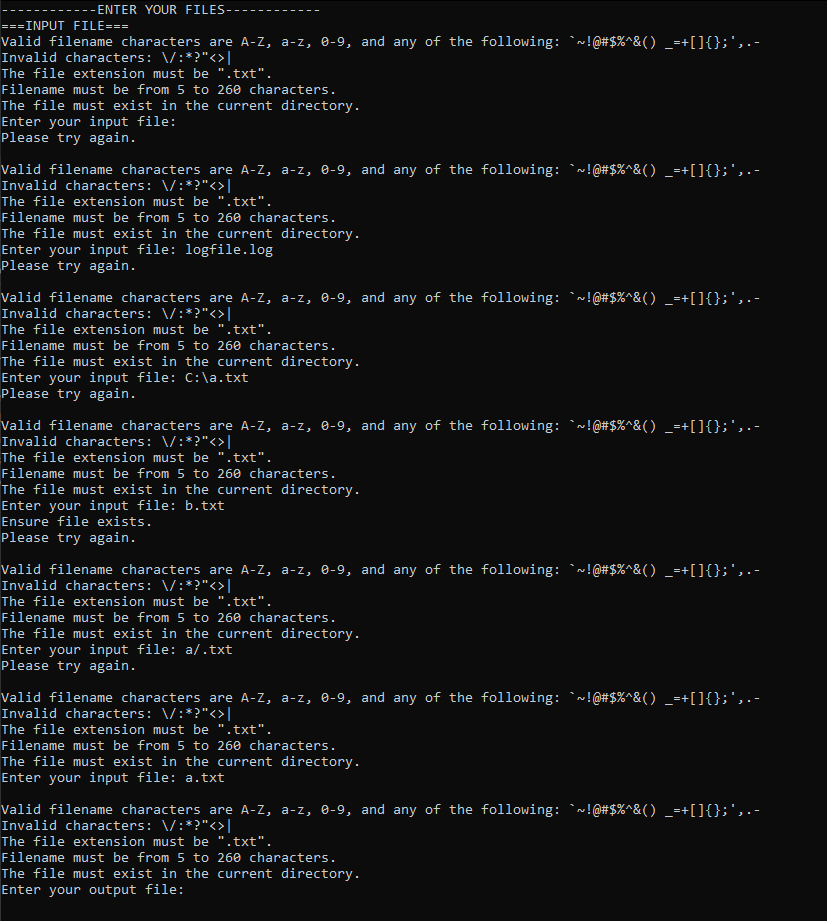 ------------ENTER YOUR FILES------------
===INPUT FILE===
Valid filename characters are A-Z, a-z, 0-9, and any of the following: `~!@#$%^&() _=+[]{};',.-
Invalid characters: \/:*?"<>|
The file extension must be ".txt".
Filename must be from 5 to 260 characters.
The file must exist in the current directory.
Enter your input file:
Please try again.

Valid filename characters are A-Z, a-z, 0-9, and any of the following: `~!@#$%^&() _=+[]{};',.-
Invalid characters: \/:*?"<>|
The file extension must be ".txt".
Filename must be from 5 to 260 characters.
The file must exist in the current directory.
Enter your input file: logfile.log
Please try again.

Valid filename characters are A-Z, a-z, 0-9, and any of the following: `~!@#$%^&() _=+[]{};',.-
Invalid characters: \/:*?"<>|
The file extension must be ".txt".
Filename must be from 5 to 260 characters.
The file must exist in the current directory.
Enter your input file: C:\a.txt
Please try again.

Valid filename characters are A-Z, a-z, 0-9, and any of the following: `~!@#$%^&() _=+[]{};',.-
Invalid characters: \/:*?"<>|
The file extension must be ".txt".
Filename must be from 5 to 260 characters.
The file must exist in the current directory.
Enter your input file: b.txt
Ensure file exists.
Please try again.

Valid filename characters are A-Z, a-z, 0-9, and any of the following: `~!@#$%^&() _=+[]{};',.-
Invalid characters: \/:*?"<>|
The file extension must be ".txt".
Filename must be from 5 to 260 characters.
The file must exist in the current directory.
Enter your input file: a/.txt
Please try again.

Valid filename characters are A-Z, a-z, 0-9, and any of the following: `~!@#$%^&() _=+[]{};',.-
Invalid characters: \/:*?"<>|
The file extension must be ".txt".
Filename must be from 5 to 260 characters.
The file must exist in the current directory.
Enter your input file: a.txt

Valid filename characters are A-Z, a-z, 0-9, and any of the following: `~!@#$%^&() _=+[]{};',.-
Invalid characters: \/:*?"<>|
The file extension must be ".txt".
Filename must be from 5 to 260 characters.
The file must exist in the current directory.
Enter your output file: